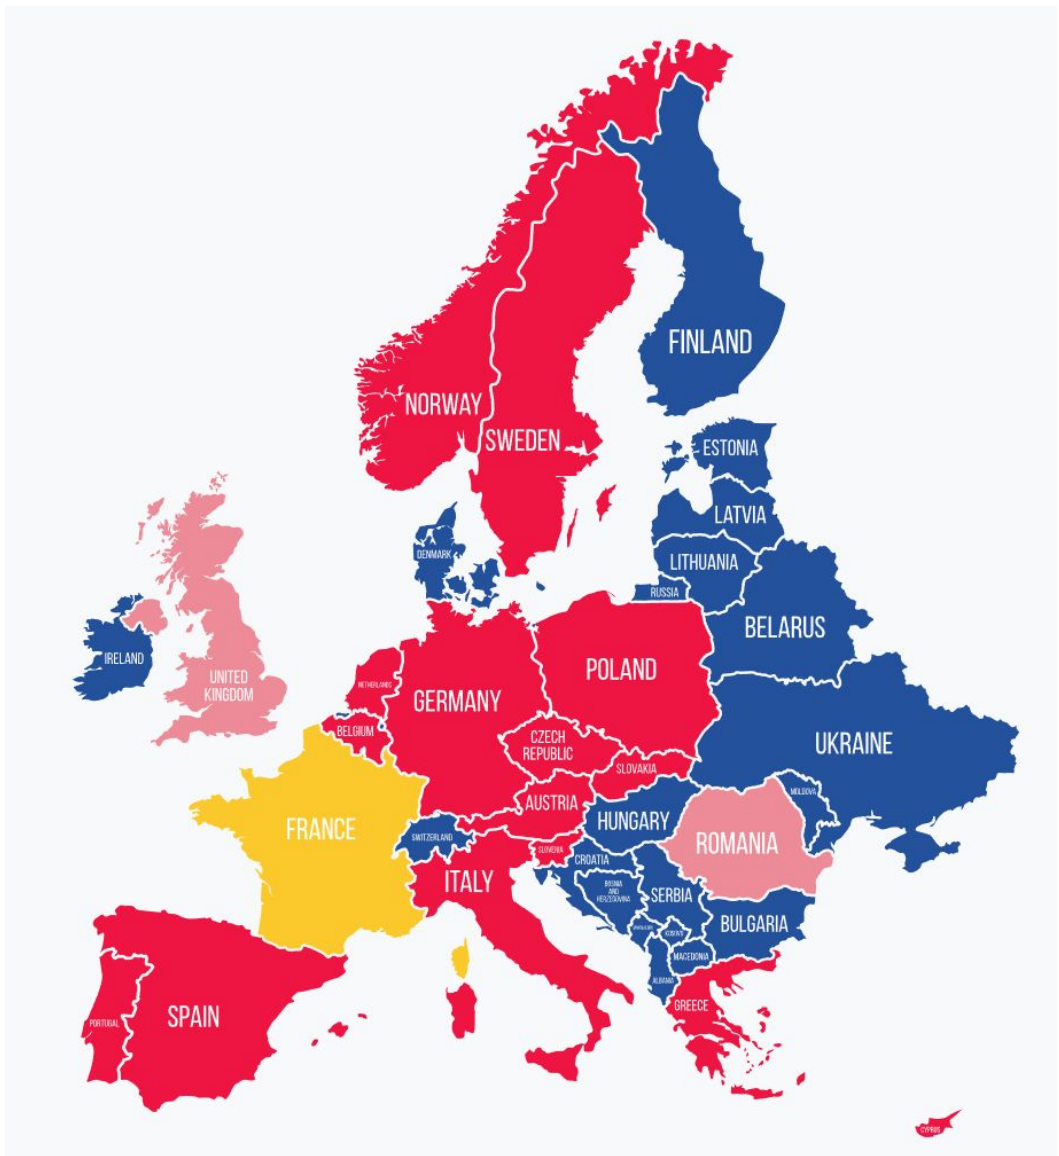 FINLAND
NORWAY
SWEDEN
ESTONIA
LATVIA
DENMARK
LITHUANIA
RUSSIA
BELARUS
IRELAND
UNITED
KINGDOM
NETHERLANDS
GERMANY
POLAND
BELGIUM
CZECH
REPUBLIC
UKRAINE
SLOVAKIA
AUSTRIA
MOLDOVA
HUNGARY
FRANCE
SWITZERLAND
ROMANIA
SLOVENIA
CROATIA
ITALY
BISNIA
AND
HERZEGOVINA
SERBIA
BULGARIA
MACEDONIA
ALBANIA
GREECE
SPAIN
PORTUGAL
CYPRUS